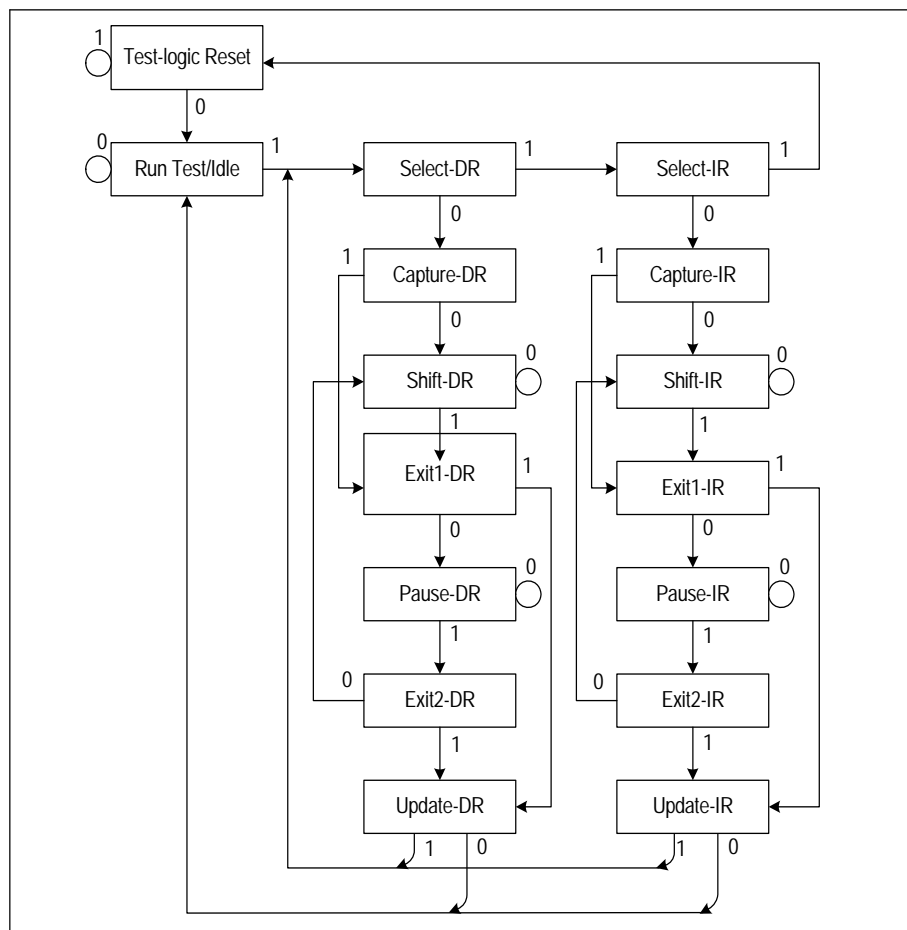 1
Test-logic Reset
0
0
Run Test/Idle
1
Select-DR
1
Select-IR
1
0
0
1
Capture-DR
1
Capture-IR
0
0
Shift-DR
0
Shift-IR
0
1
1
Exit1-DR
1
Exit1-IR
1
0
0
Pause-DR
0
Pause-IR
0
1
1
0
Exit2-DR
0
Exit2-IR
1
1
Update-DR
Update-IR
1
0
1
0